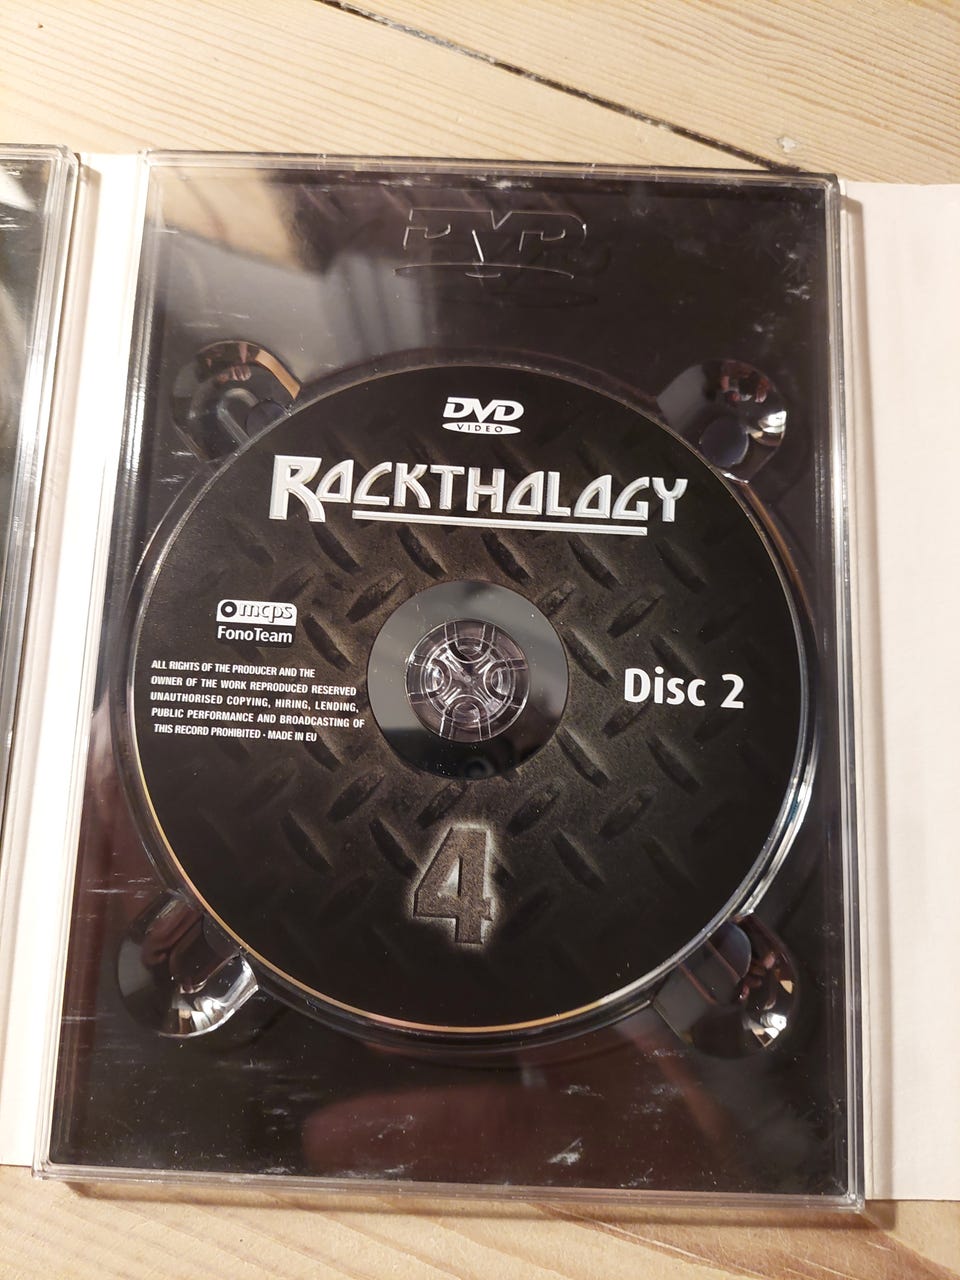 DVD
DVD
VIDEO
ROCKTHOLOGY
mcps
FonoTeam
ALL RIGHTS OF THE PRODUCER AND THE
OWNER OF THE WORK REPRODUCED RESERVED
UNAUTHORISED COPYING, HIRING, LENDING,
PUBLIC PERFORMANCE AND BROADCASTING OF
THIS RECORD PROHIBITED - MADE IN EU
Disc 2
4